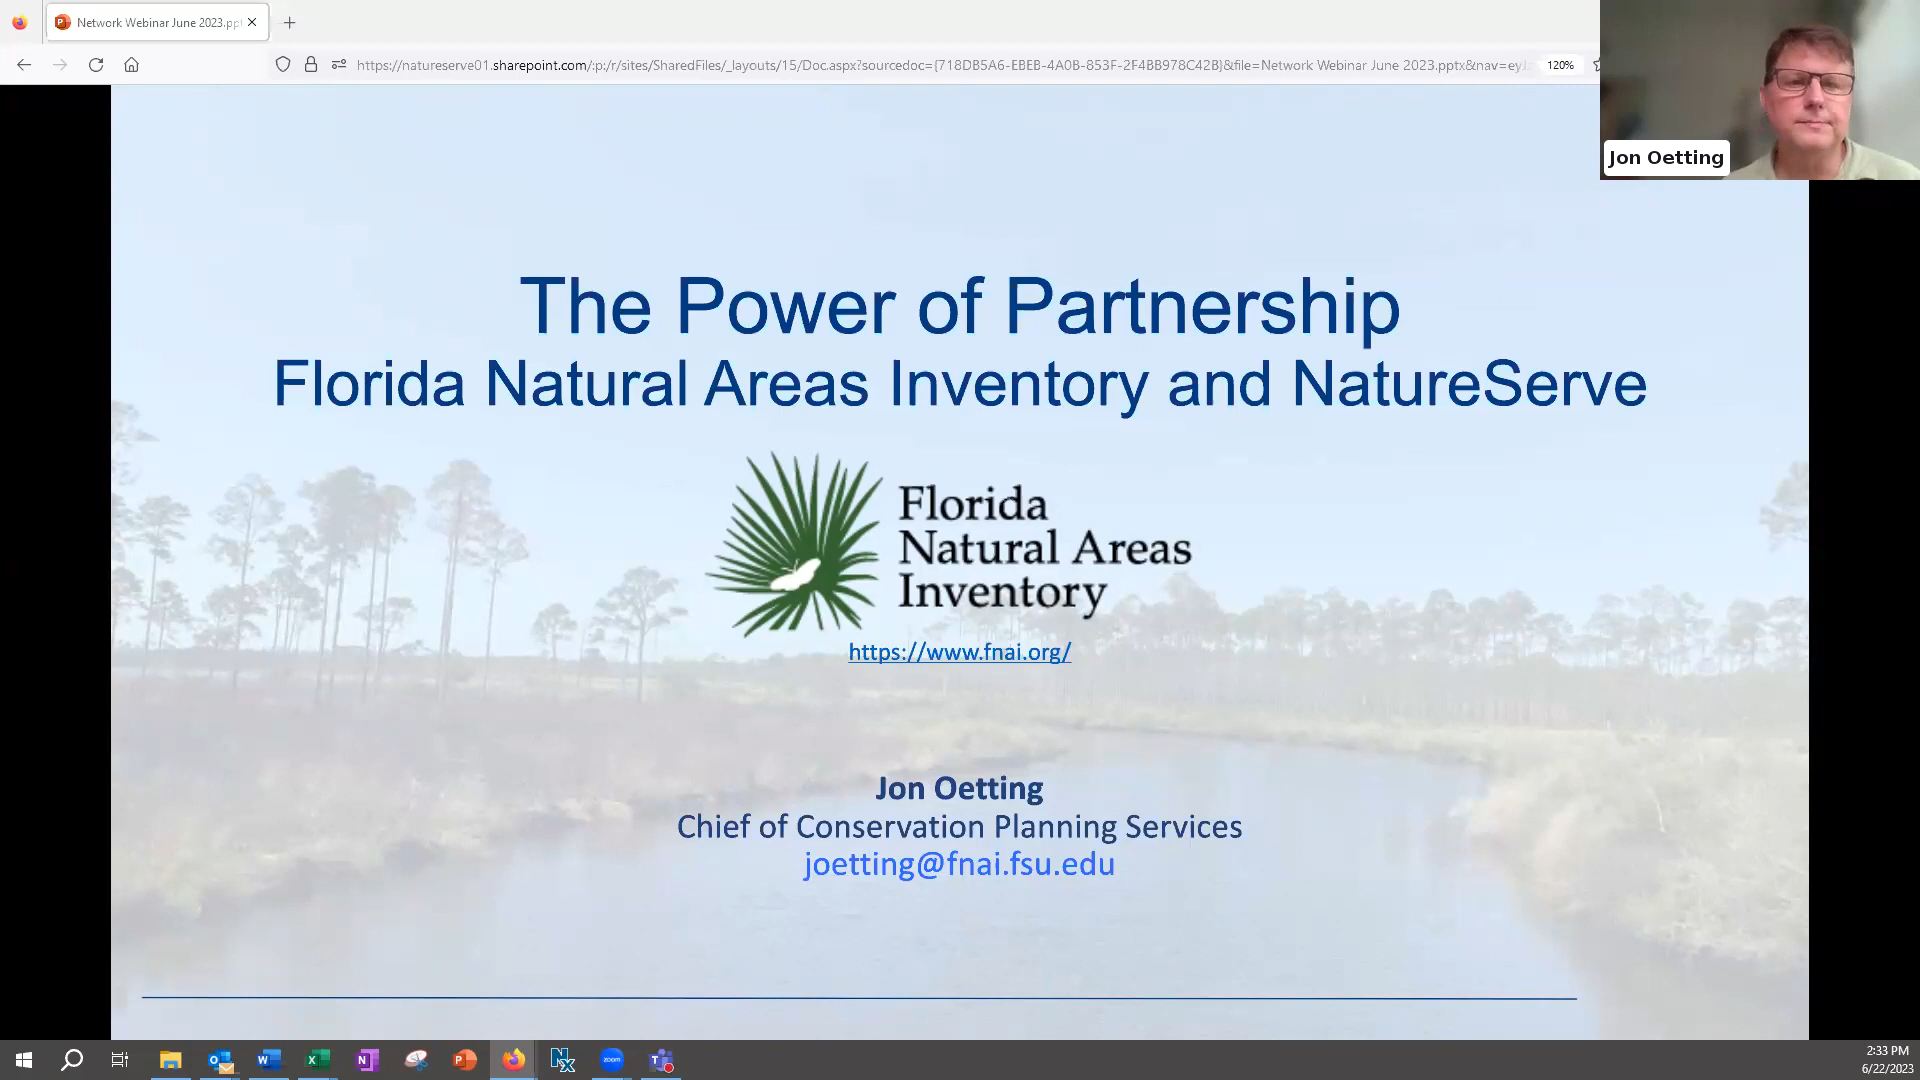 Network Webinar June 2023.pp
https://natureserve01.sharepoint.com/:p:/r/sites/SharedFiles/_layouts/15/Doc.aspx?sourcedoc={718DB5A6-EBEB-4A0B-853F-2F4BB978C42B}&file=Network Webinar June 2023.pptx&nav=eyJ
120%
Jon Oetting
The Power of Partnership
Florida Natural Areas Inventory and NatureServe
Florida
Natural Areas
Inventory
https://www.fnai.org/
Jon Oetting
Chief of Conservation Planning Services
joetting@fnai.fsu.edu
zoom
2:33 PM
6/22/2023